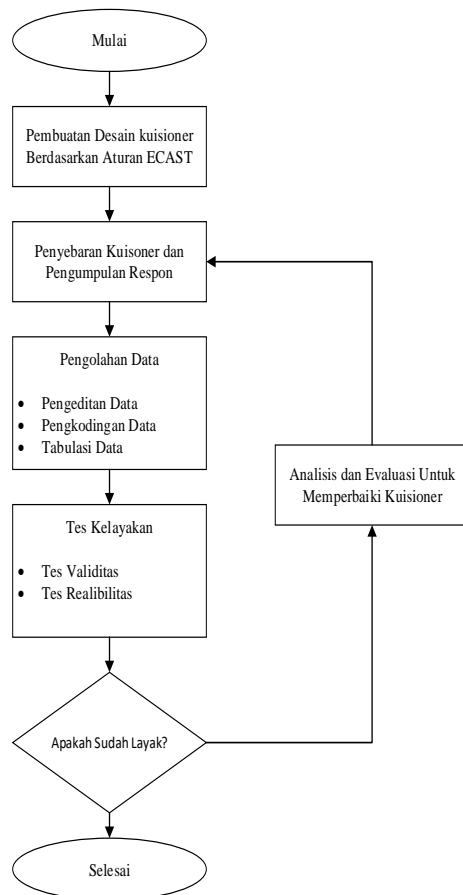 Mulai
Pembuatan Desain kuisioner
Berdasarkan Aturan ECAST
Penyebaran Kuisoner dan
Pengumpulan Respon
Pengolahan Data
• Pengeditan Data
• Pengkodingan Data
• Tabulasi Data
Tes Kelayakan
• Tes Validitas
• Tes Realibilitas
Apakah Sudah Layak?
Analisis dan Evaluasi Untuk
Memperbaiki Kuisioner
Selesai